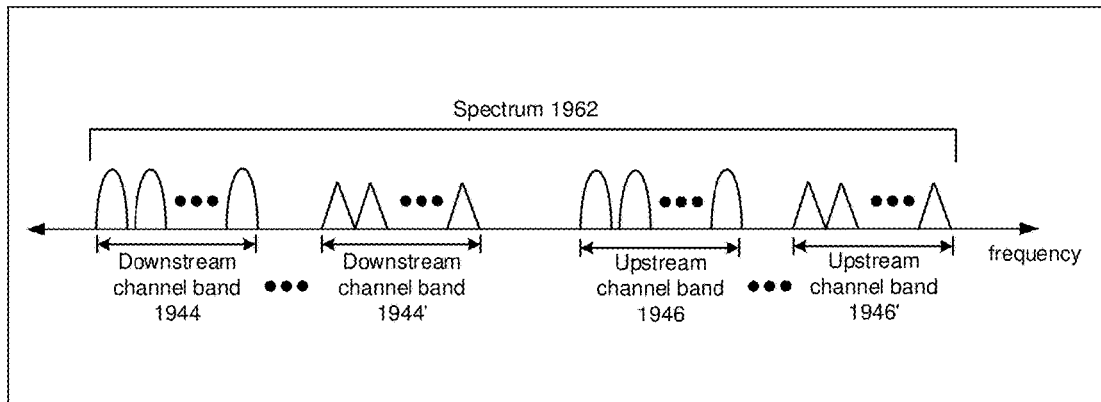 Spectrum 1962
frequency
Downstream
channel band
1944
Downstream
channel band
1944'
Upstream
channel band
1946
Upstream
channel band
1946'